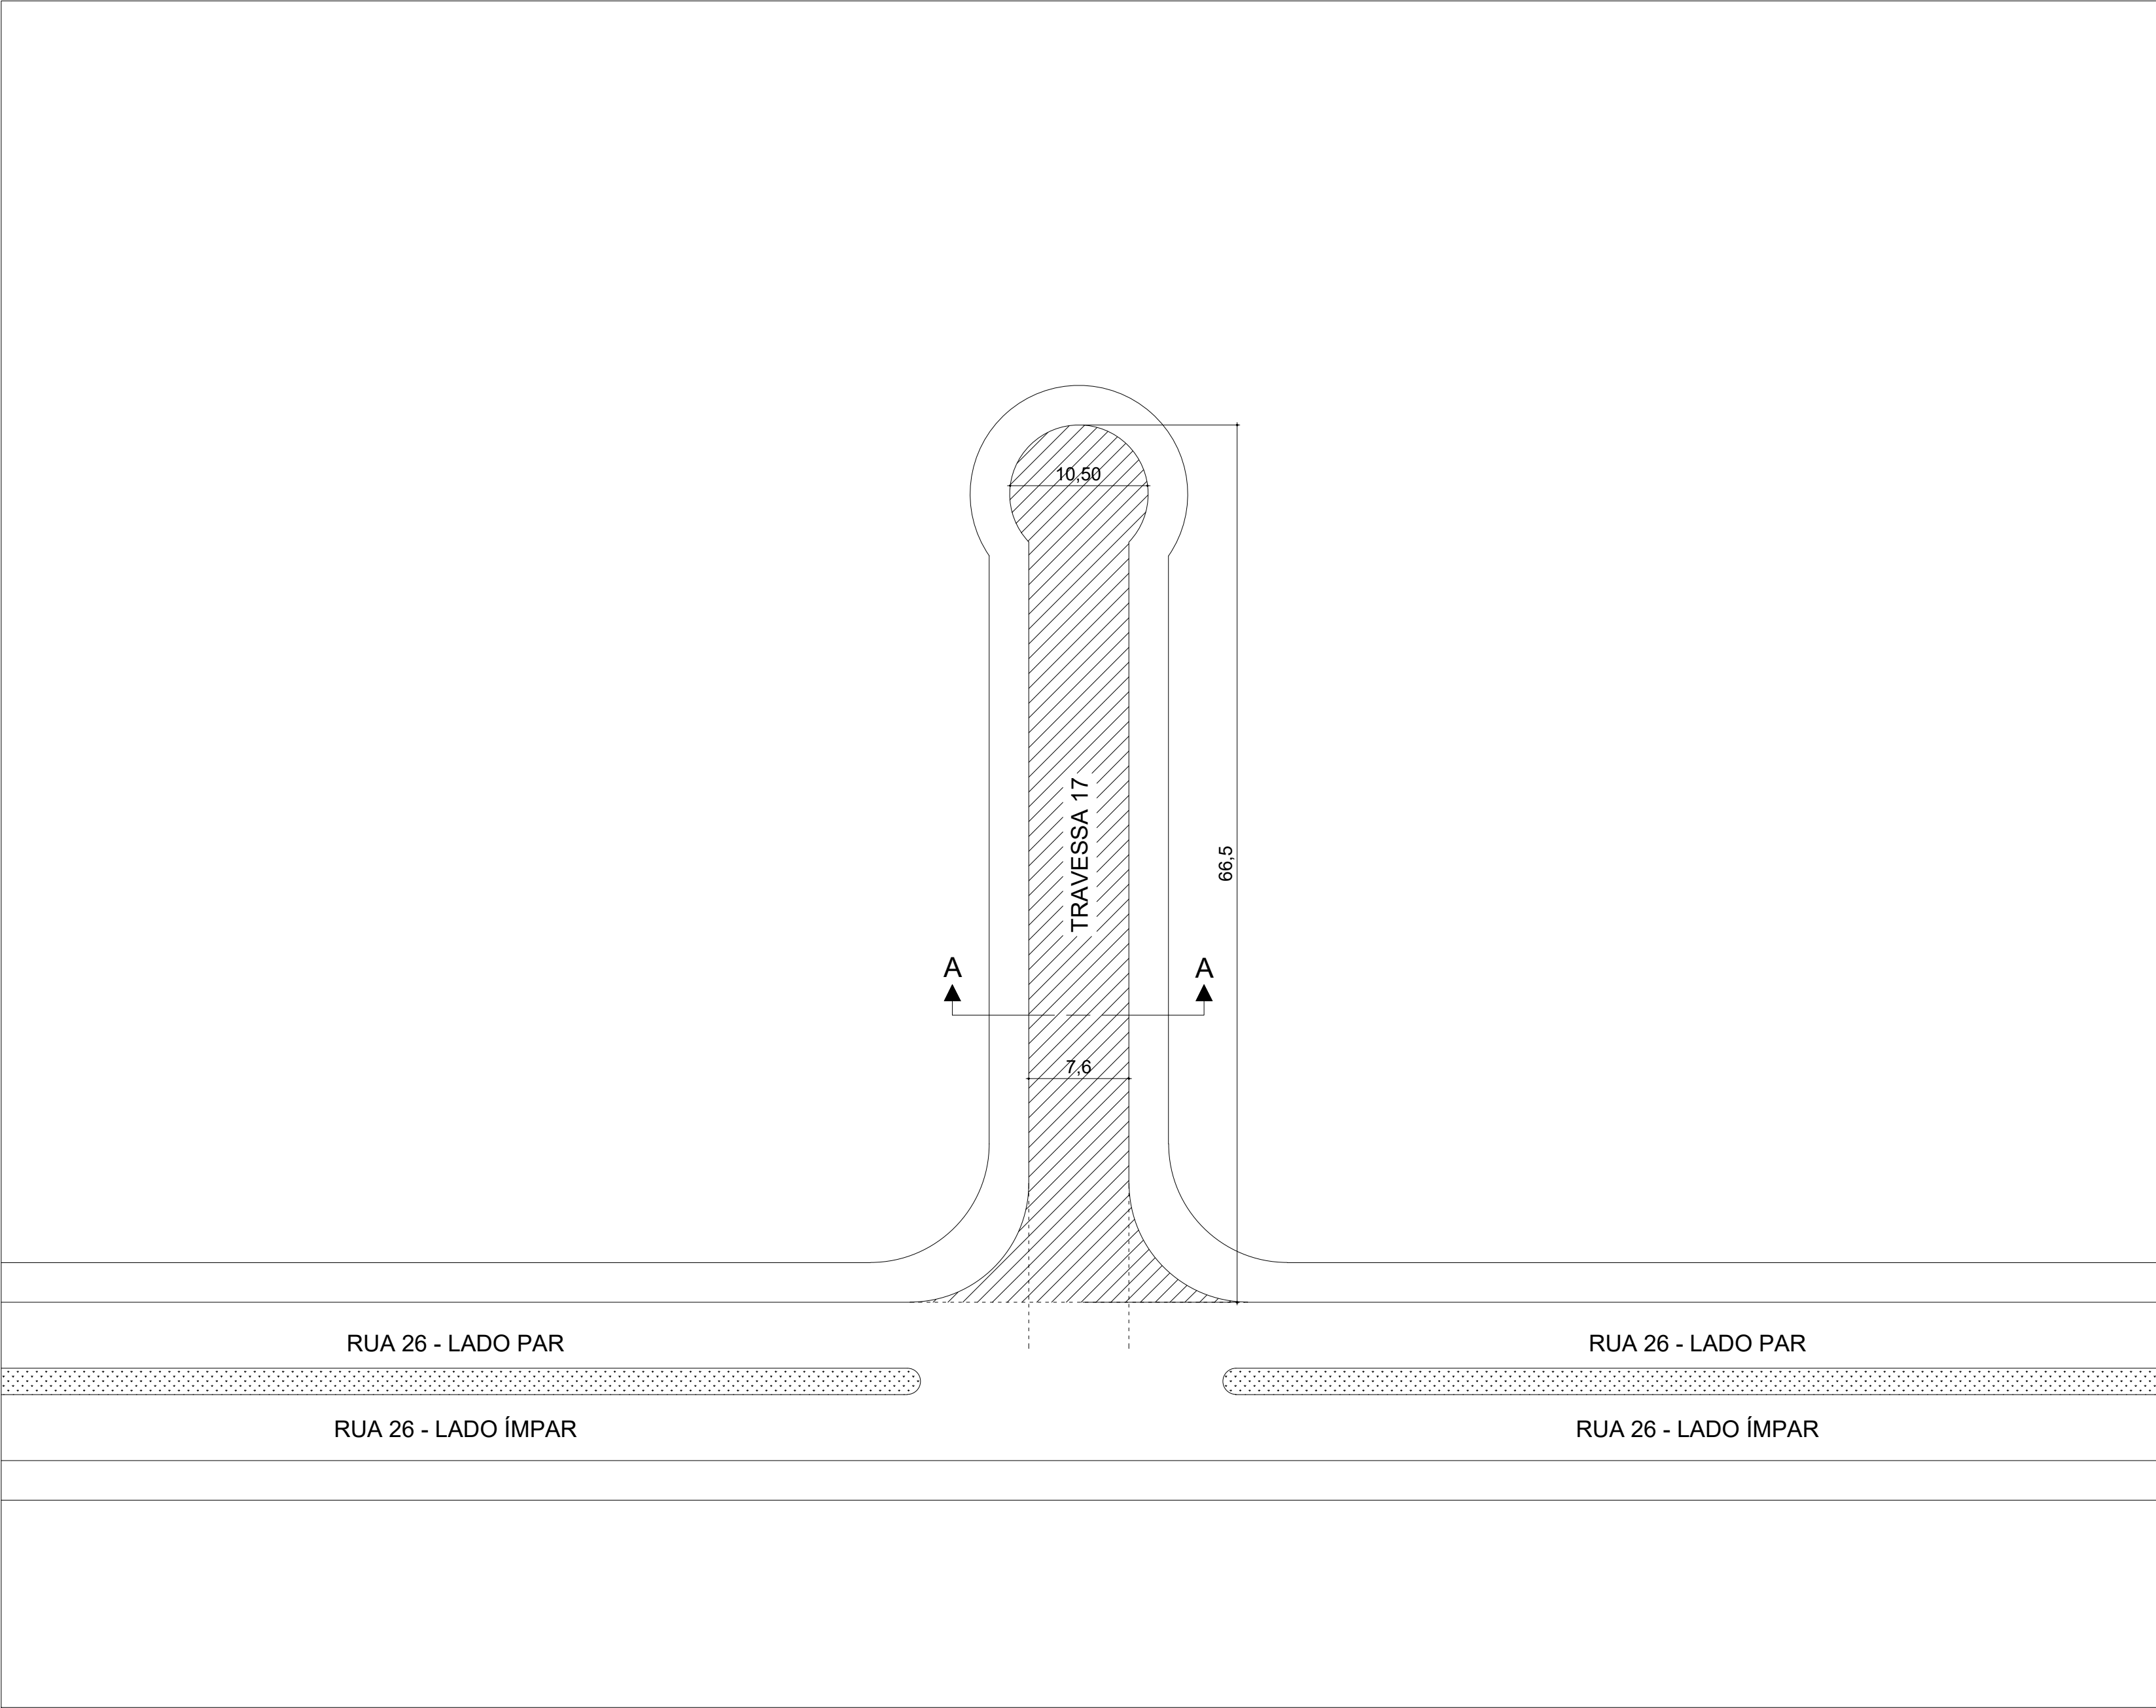 10,50
TRAVESSA 17
66,5
A
A
7,6
RUA 26 - LADO PAR
RUA 26 - LADO PAR
RUA 26 - LADO ÍMPAR
RUA 26 - LADO ÍMPAR